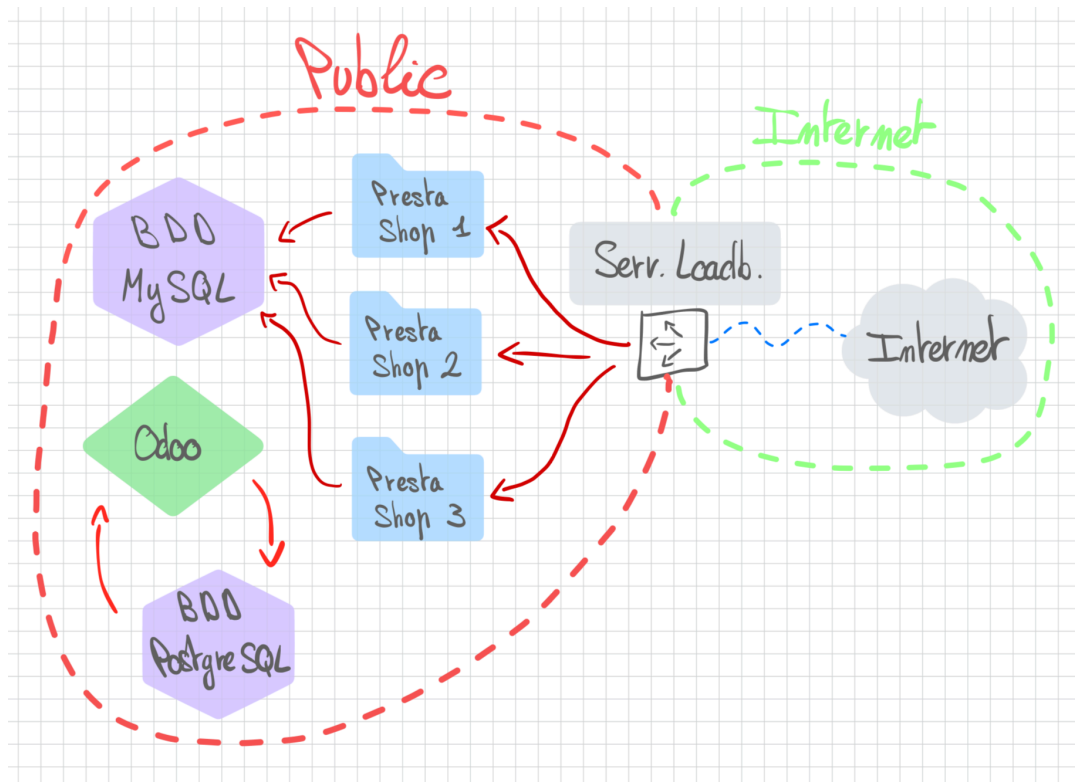 Public
Internet
Presta
Shop 1
BDD
MySQL
Serv. Loadb.
Presta
Shop 2
Internet
Odoo
Presta
Shop 3
BDD
PostgreSQL